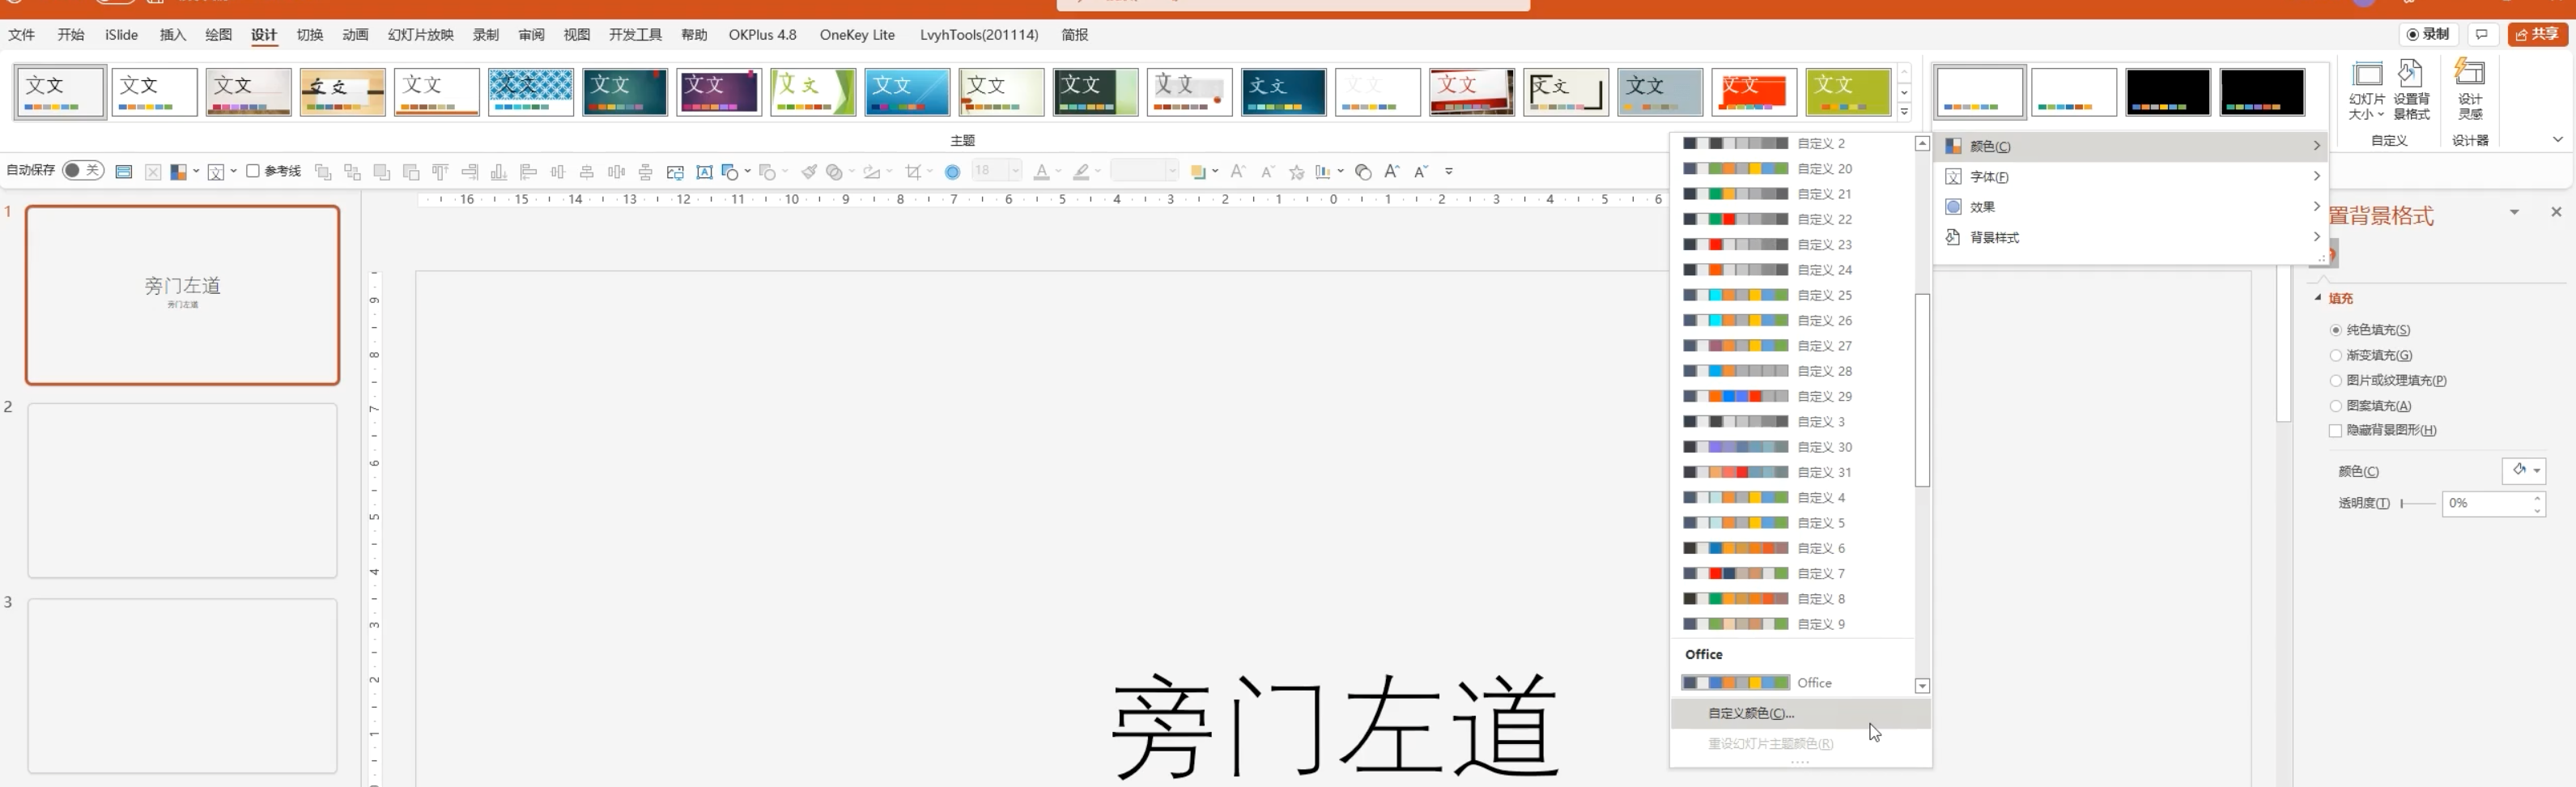 文件 开始 iSlide 插入 绘图 设计 切换 动画 幻灯片放映 录制 审阅 视图 开发工具 帮助 OKPlus 4.8 OneKey Lite LvyhTools(201114) 简报 录制 共享
文文 文文 文文 文文 文文 文文 文文 文文 文文 文文 文文 文文 文文 文文 文文 文文 文文 文文 文文 文文
幻灯片大小 设置背景格式 设计灵感
主题 自定义 设计器
自动保存 关 参考线 18
16 15 14 13 12 11 10 9 8 7 6 5 4 3 2 1 0 1 2 3 4 5 6
颜色(C)
字体(F)
效果
背景样式
自定义 2
自定义 20
自定义 21
自定义 22
自定义 23
自定义 24
自定义 25
自定义 26
自定义 27
自定义 28
自定义 29
自定义 3
自定义 30
自定义 31
自定义 4
自定义 5
自定义 6
自定义 7
自定义 8
自定义 9
Office
Office
自定义颜色(C)...
重设幻灯片主题颜色(R)
1
旁门左道
旁门左道
2
3
9
8
7
6
5
4
3
2
1
旁门左道
置背景格式
填充
纯色填充(S)
渐变填充(G)
图片或纹理填充(P)
图案填充(A)
隐藏背景图形(H)
颜色(C)
透明度(T) 0%